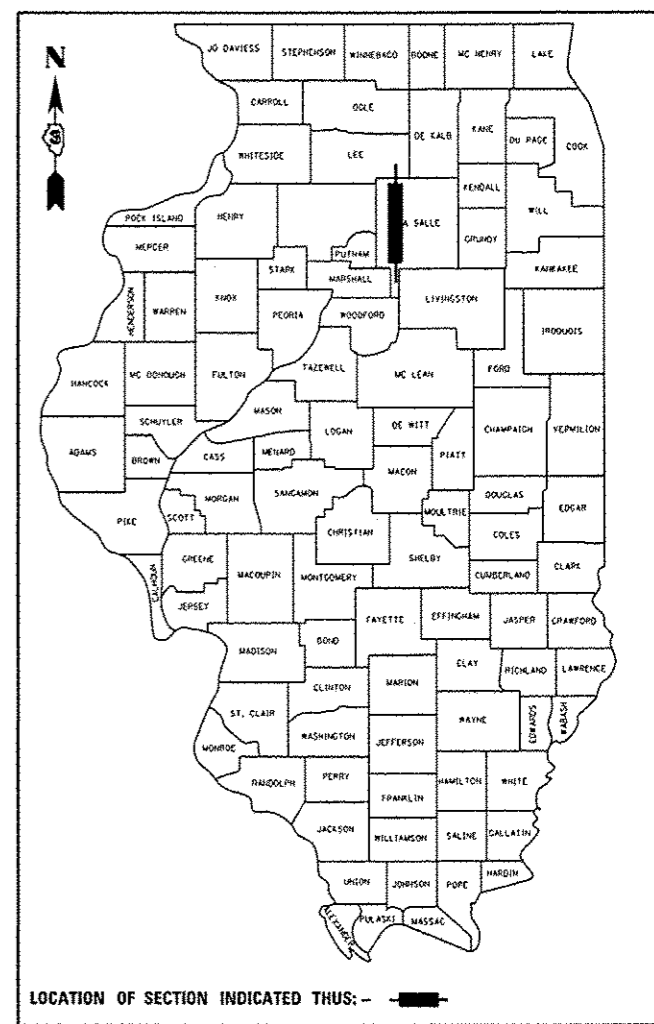 JO DAVIESS STEPHENSON WINNEBAGO BOONE MC HENRY LAKE
N
CARROLL OGLE
DE KALB KANE DU PAGE COOK
WHITESIDE LEE
KENDALL
ROCK ISLAND HENRY A SALLE WILL
MERCER PUTNAM GRUNDY
STARK MARSHALL KANKAKEE
HENDERSON WARREN KNOX
PEORIA WOODFORD LIVINGSTON
IROQUOIS
HANCOCK MC DONOUGH FULTON TAZEWELL MC LEAN FORD
MASON
SCHUYLER LOGAN DE WITT CHAMPAIGN VERMILION
ADAMS BROWN CASS MENARD PIATT
MACON
MORGAN SANGAMON DOUGLAS
PIKE SCOTT CHRISTIAN MOULTRIE EDGAR
COLES
GREENE SHELBY
CALHOUN MACOUPIN MONTGOMERY CUMBERLAND CLARK
JERSEY
FAYETTE EFFINGHAM JASPER CRAWFORD
BOND
MADISON CLAY RICHLAND LAWRENCE
CLINTON MARION
ST. CLAIR WAYNE EDWARDS WABASH
MONROE WASHINGTON JEFFERSON
RANDOLPH PERRY HAMILTON WHITE
FRANKLIN
JACKSON WILLIAMSON SALINE GALLATIN
UNION JOHNSON POPE HARDIN
ALEXANDER PULASKI MASSAC
LOCATION OF SECTION INDICATED THUS:-